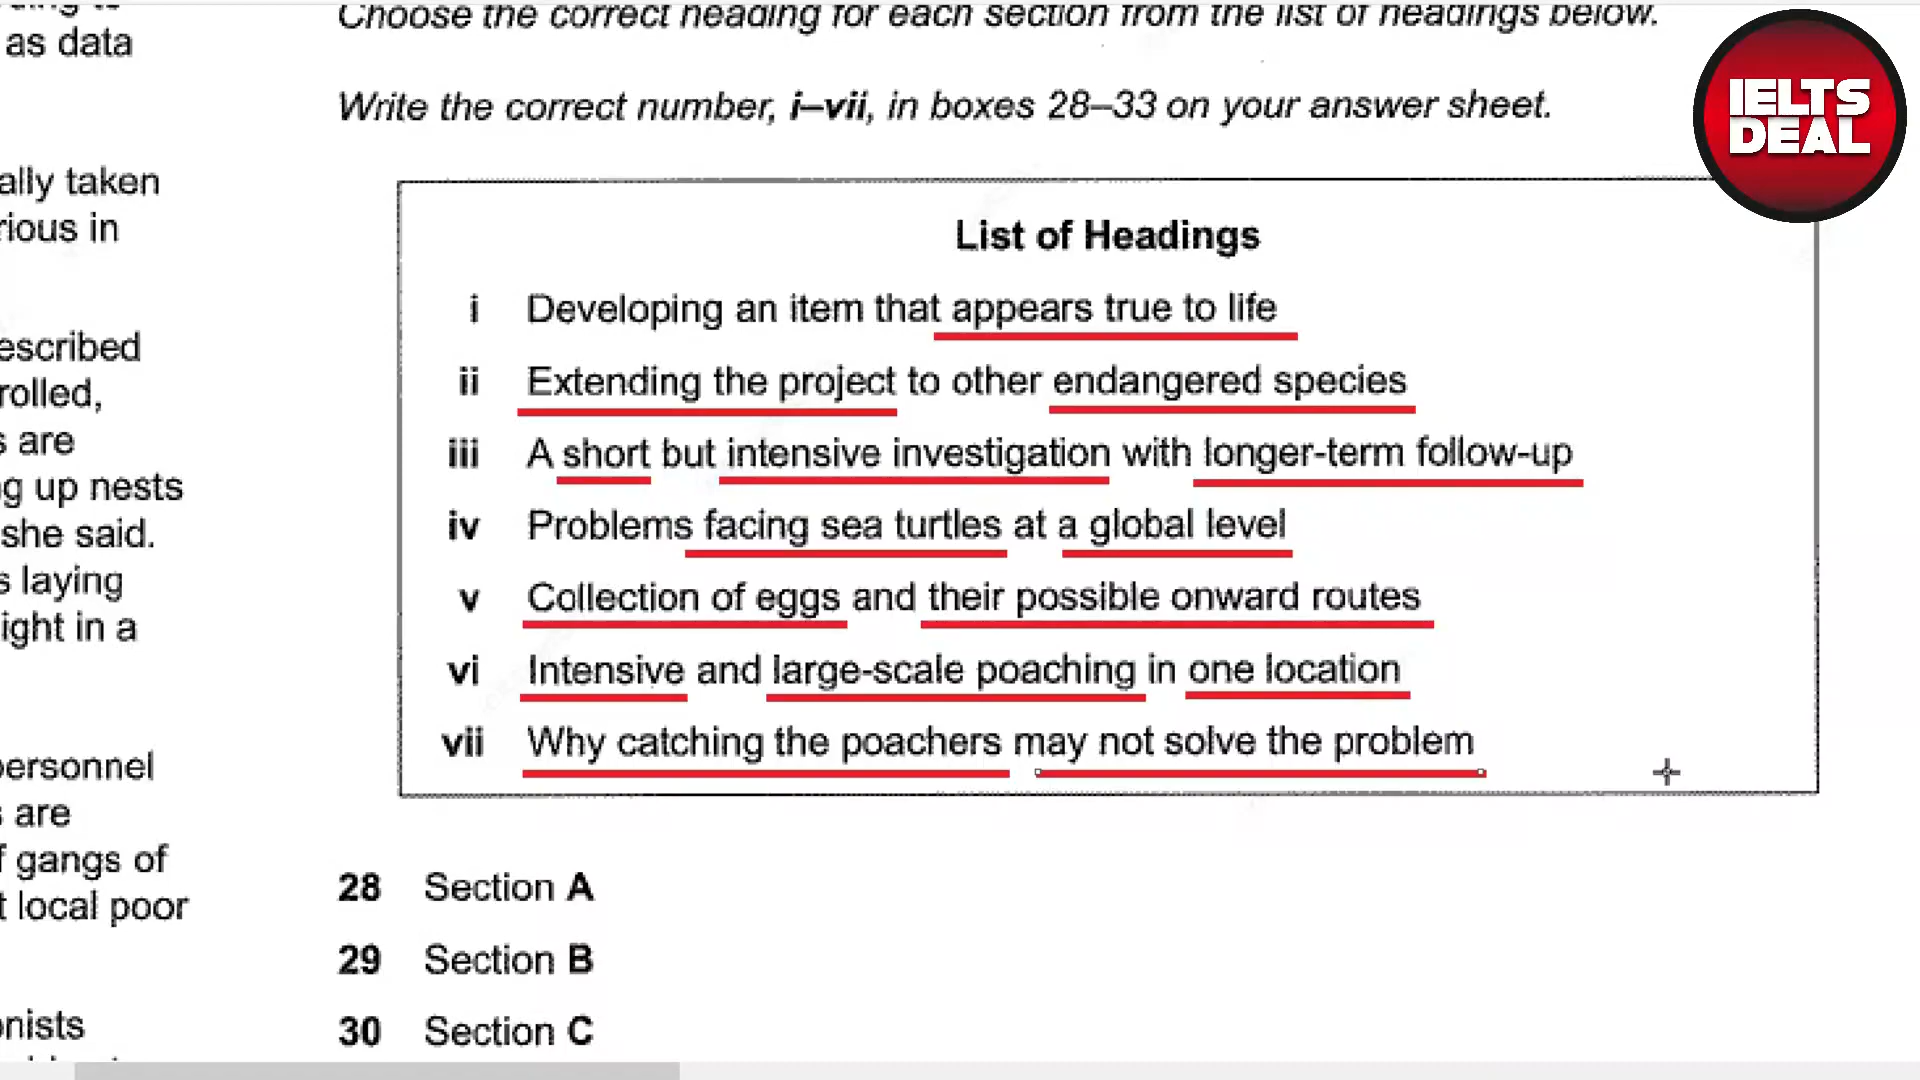 as data
ally taken
rious in
escribed
rolled,
s are
ng up nests
she said.
s laying
ight in a
personnel
s are
f gangs of
t local poor
onists
Choose the correct heading for each section from the list of headings below.
Write the correct number, i–vii, in boxes 28–33 on your answer sheet.
List of Headings
i Developing an item that appears true to life
ii Extending the project to other endangered species
iii A short but intensive investigation with longer-term follow-up
iv Problems facing sea turtles at a global level
v Collection of eggs and their possible onward routes
vi Intensive and large-scale poaching in one location
vii Why catching the poachers may not solve the problem
28 Section A
29 Section B
30 Section C
IELTS
DEAL